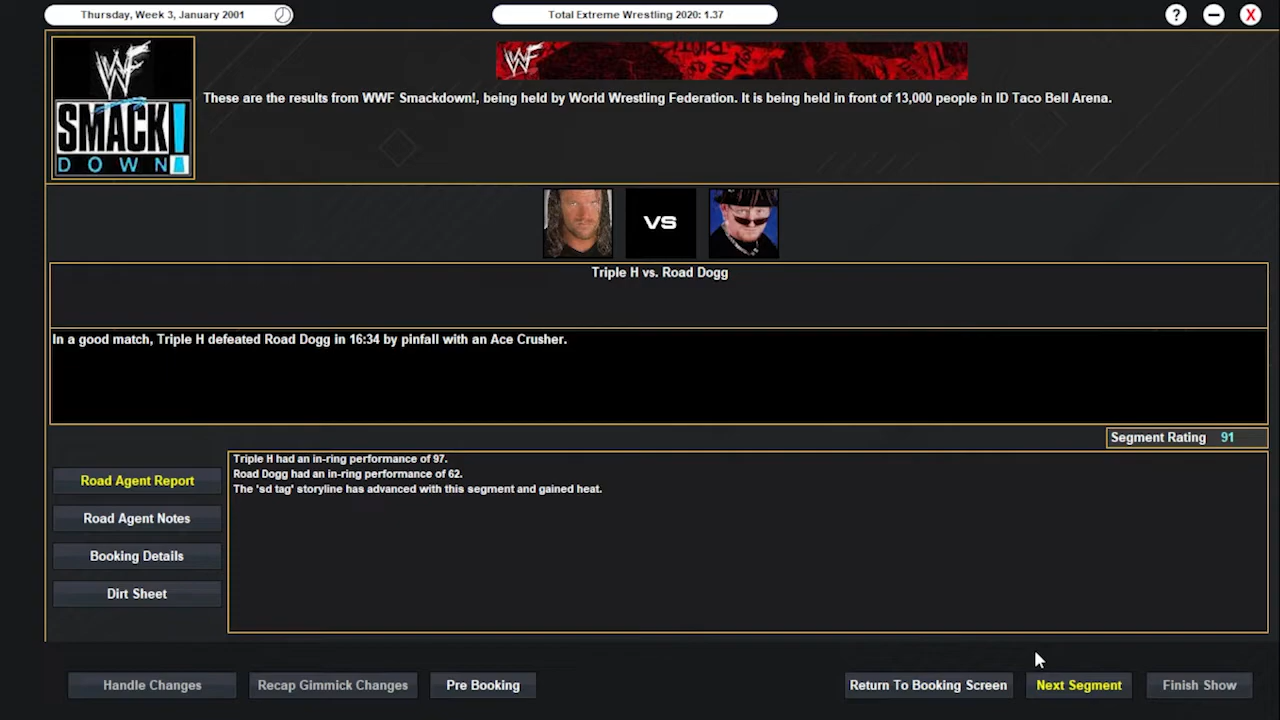 Thursday, Week 3, January 2001
Total Extreme Wrestling 2020: 1.37
?
X
WF
SMACK
DOWN!
These are the results from WWF Smackdown!, being held by World Wrestling Federation. It is being held in front of 13,000 people in ID Taco Bell Arena.
VS
Triple H vs. Road Dogg
In a good match, Triple H defeated Road Dogg in 16:34 by pinfall with an Ace Crusher.
Segment Rating 91
Road Agent Report
Road Agent Notes
Booking Details
Dirt Sheet
Triple H had an in-ring performance of 97.
Road Dogg had an in-ring performance of 62.
The 'sd tag' storyline has advanced with this segment and gained heat.
Handle Changes
Recap Gimmick Changes
Pre Booking
Return To Booking Screen
Next Segment
Finish Show